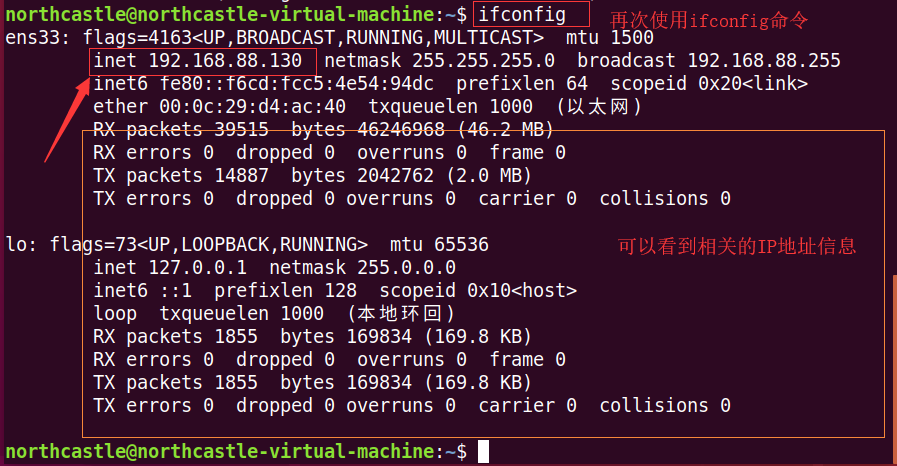 northcastle@northcastle-virtual-machine:~$ ifconfig 再次使用ifconfig命令
ens33: flags=4163<UP,BROADCAST,RUNNING,MULTICAST>  mtu 1500
inet 192.168.88.130  netmask 255.255.255.0  broadcast 192.168.88.255
inet6 fe80::f6cd:fcc5:4e54:94dc  prefixlen 64  scopeid 0x20<link>
ether 00:0c:29:d4:ac:40  txqueuelen 1000  (以太网)
RX packets 39515  bytes 46246968 (46.2 MB)
RX errors 0  dropped 0  overruns 0  frame 0
TX packets 14887  bytes 2042762 (2.0 MB)
TX errors 0  dropped 0 overruns 0  carrier 0  collisions 0
lo: flags=73<UP,LOOPBACK,RUNNING>  mtu 65536 可以看到相关的IP地址信息
inet 127.0.0.1  netmask 255.0.0.0
inet6 ::1  prefixlen 128  scopeid 0x10<host>
loop  txqueuelen 1000  (本地环回)
RX packets 1855  bytes 169834 (169.8 KB)
RX errors 0  dropped 0  overruns 0  frame 0
TX packets 1855  bytes 169834 (169.8 KB)
TX errors 0  dropped 0 overruns 0  carrier 0  collisions 0
northcastle@northcastle-virtual-machine:~$